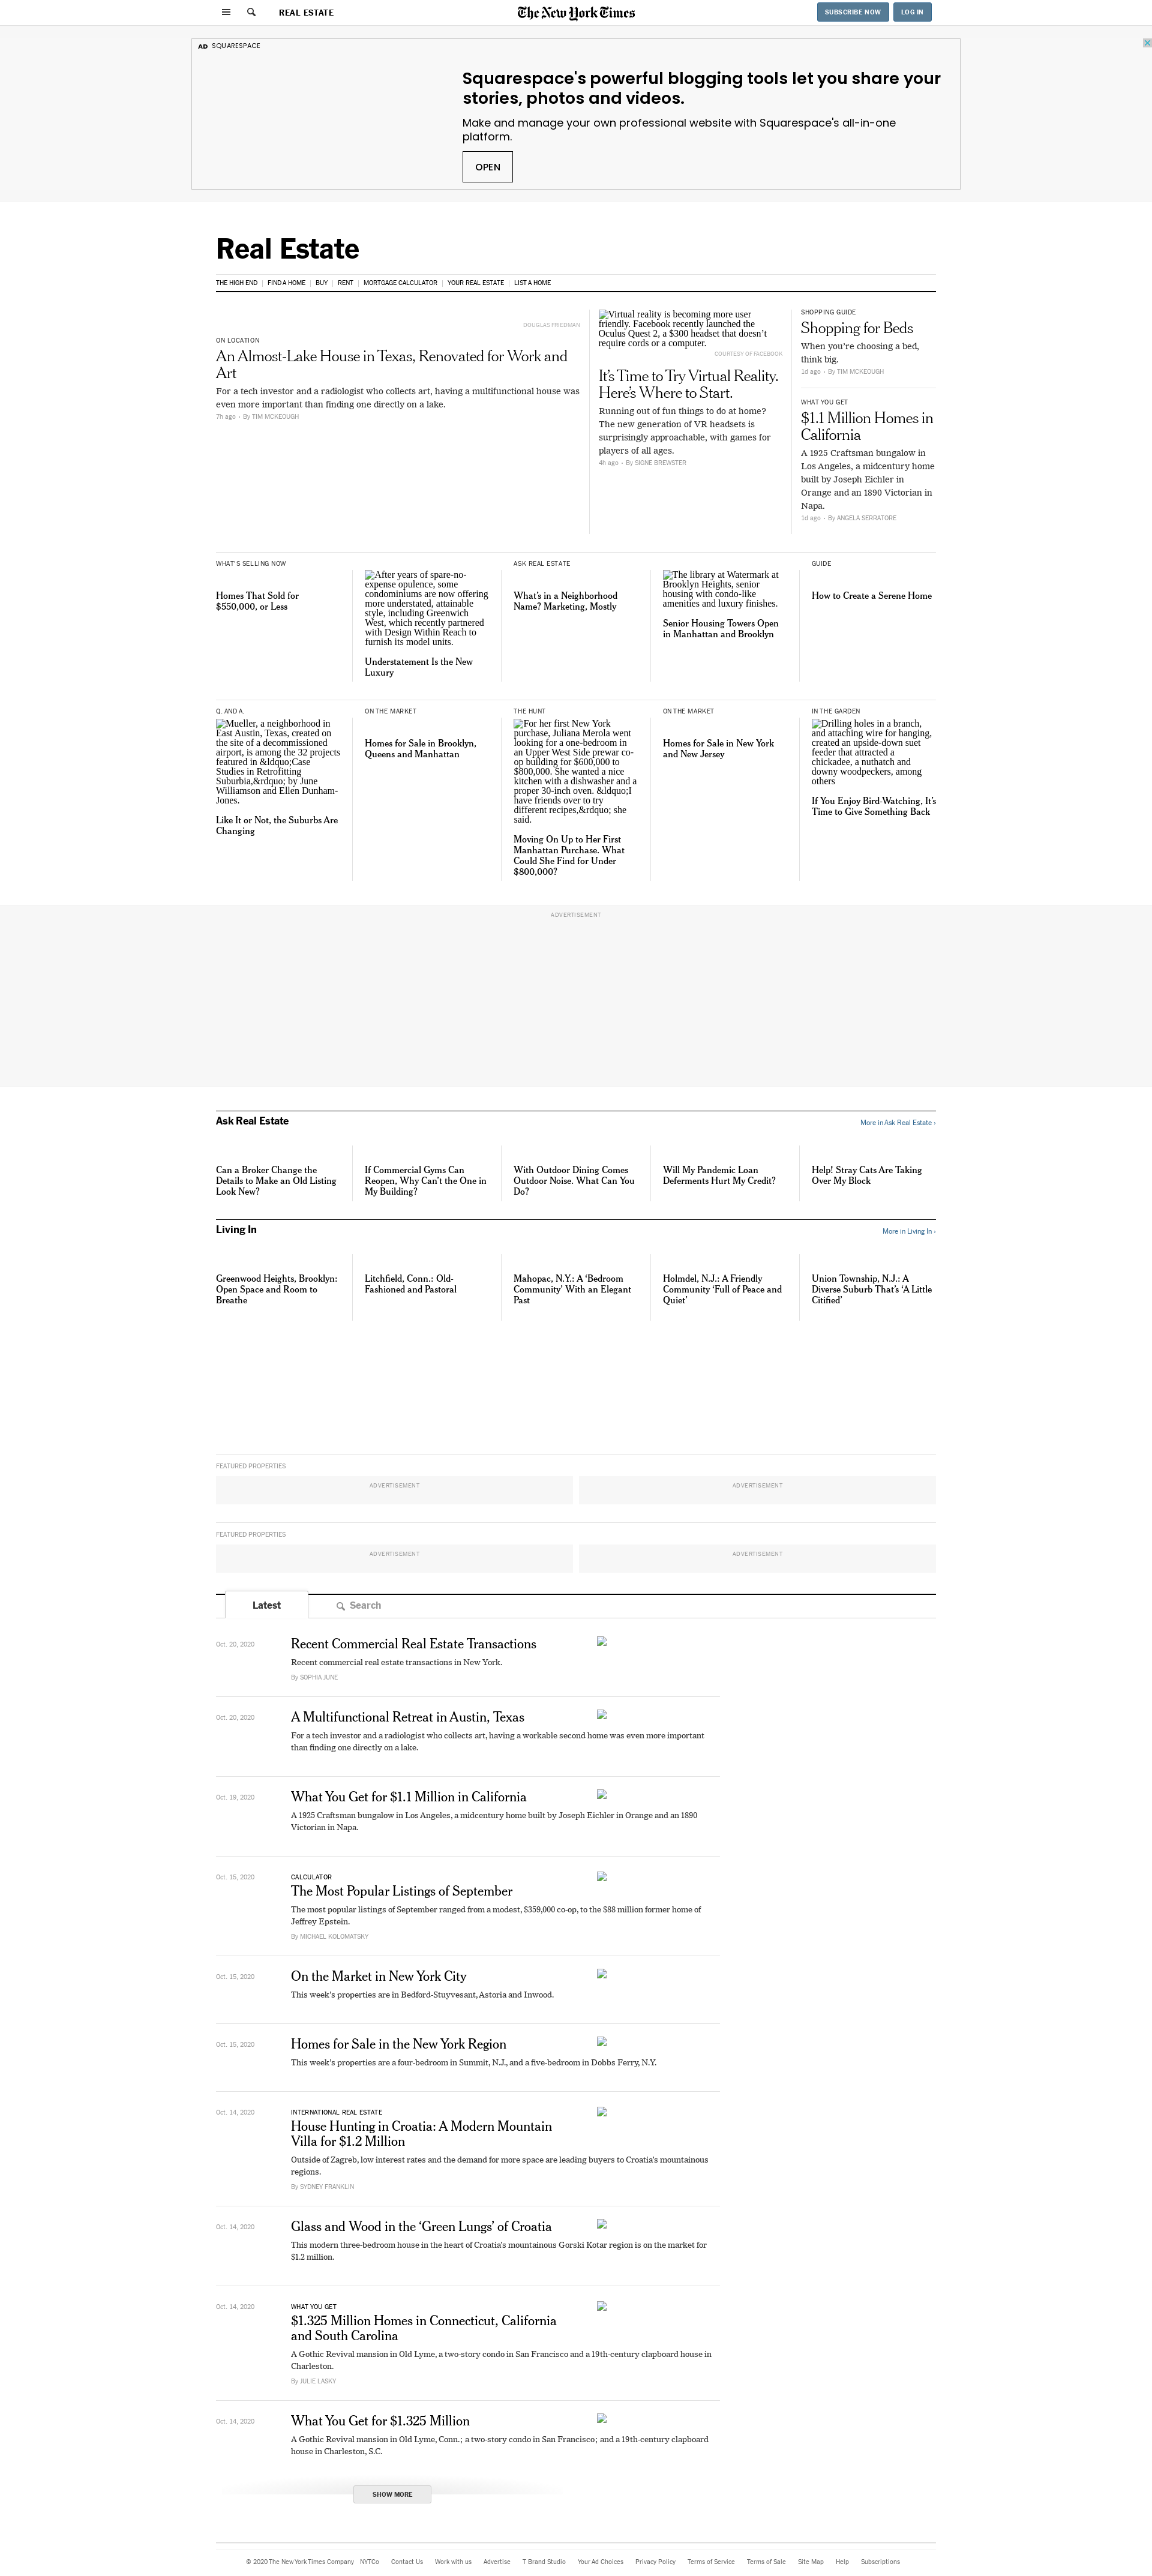 REAL ESTATE
The New York Times
SUBSCRIBE NOW
LOG IN
AD SQUARESPACE
Squarespace's powerful blogging tools let you share your
stories, photos and videos.
Make and manage your own professional website with Squarespace's all-in-one
platform.
OPEN
Real Estate
THE HIGH END
FIND A HOME
BUY
RENT
MORTGAGE CALCULATOR
YOUR REAL ESTATE
LIST A HOME
DOUGLAS FRIEDMAN
ON LOCATION
An Almost-Lake House in Texas, Renovated for Work and
Art
For a tech investor and a radiologist who collects art, having a multifunctional house was
even more important than finding one directly on a lake.
7h ago · By TIM MCKEOUGH
Virtual reality is becoming more user
friendly. Facebook recently launched the
Oculus Quest 2, a $300 headset that doesn’t
require cords or a computer.
COURTESY OF FACEBOOK
It’s Time to Try Virtual Reality.
Here’s Where to Start.
Running out of fun things to do at home?
The new generation of VR headsets is
surprisingly approachable, with games for
players of all ages.
4h ago · By SIGNE BREWSTER
SHOPPING GUIDE
Shopping for Beds
When you’re choosing a bed,
think big.
1d ago · By TIM MCKEOUGH
WHAT YOU GET
$1.1 Million Homes in
California
A 1925 Craftsman bungalow in
Los Angeles, a midcentury home
built by Joseph Eichler in
Orange and an 1890 Victorian in
Napa.
1d ago · By ANGELA SERRATORE
WHAT'S SELLING NOW
Homes That Sold for
$550,000, or Less
After years of spare-no-
expense opulence, some
condominiums are now offering
more understated, attainable
style, including Greenwich
West, which recently partnered
with Design Within Reach to
furnish its model units.
Understatement Is the New
Luxury
ASK REAL ESTATE
What’s in a Neighborhood
Name? Marketing, Mostly
The library at Watermark at
Brooklyn Heights, senior
housing with condo-like
amenities and luxury finishes.
Senior Housing Towers Open
in Manhattan and Brooklyn
GUIDE
How to Create a Serene Home
Q. AND A.
Mueller, a neighborhood in
East Austin, Texas, created on
the site of a decommissioned
airport, is among the 32 projects
featured in &ldquo;Case
Studies in Retrofitting
Suburbia,&rdquo; by June
Williamson and Ellen Dunham-
Jones.
Like It or Not, the Suburbs Are
Changing
ON THE MARKET
Homes for Sale in Brooklyn,
Queens and Manhattan
THE HUNT
For her first New York
purchase, Juliana Merola went
looking for a one-bedroom in
an Upper West Side prewar co-
op building for $600,000 to
$800,000. She wanted a nice
kitchen with a dishwasher and a
proper 30-inch oven. &ldquo;I
have friends over to try
different recipes,&rdquo; she
said.
Moving On Up to Her First
Manhattan Purchase. What
Could She Find for Under
$800,000?
ON THE MARKET
Homes for Sale in New York
and New Jersey
IN THE GARDEN
Drilling holes in a branch,
and attaching wire for hanging,
created an upside-down suet
feeder that attracted a
chickadee, a nuthatch and
downy woodpeckers, among
others
If You Enjoy Bird-Watching, It’s
Time to Give Something Back
ADVERTISEMENT
Ask Real Estate
More in Ask Real Estate ›
Can a Broker Change the
Details to Make an Old Listing
Look New?
If Commercial Gyms Can
Reopen, Why Can’t the One in
My Building?
With Outdoor Dining Comes
Outdoor Noise. What Can You
Do?
Will My Pandemic Loan
Deferments Hurt My Credit?
Help! Stray Cats Are Taking
Over My Block
Living In
More in Living In ›
Greenwood Heights, Brooklyn:
Open Space and Room to
Breathe
Litchfield, Conn.: Old-
Fashioned and Pastoral
Mahopac, N.Y.: A ‘Bedroom
Community’ With an Elegant
Past
Holmdel, N.J.: A Friendly
Community ‘Full of Peace and
Quiet’
Union Township, N.J.: A
Diverse Suburb That’s ‘A Little
Citified’
FEATURED PROPERTIES
ADVERTISEMENT
ADVERTISEMENT
FEATURED PROPERTIES
ADVERTISEMENT
ADVERTISEMENT
Latest
Search
Oct. 20, 2020
Recent Commercial Real Estate Transactions
Recent commercial real estate transactions in New York.
By SOPHIA JUNE
Oct. 20, 2020
A Multifunctional Retreat in Austin, Texas
For a tech investor and a radiologist who collects art, having a workable second home was even more important
than finding one directly on a lake.
Oct. 19, 2020
What You Get for $1.1 Million in California
A 1925 Craftsman bungalow in Los Angeles, a midcentury home built by Joseph Eichler in Orange and an 1890
Victorian in Napa.
Oct. 15, 2020
CALCULATOR
The Most Popular Listings of September
The most popular listings of September ranged from a modest, $359,000 co-op, to the $88 million former home of
Jeffrey Epstein.
By MICHAEL KOLOMATSKY
Oct. 15, 2020
On the Market in New York City
This week’s properties are in Bedford-Stuyvesant, Astoria and Inwood.
Oct. 15, 2020
Homes for Sale in the New York Region
This week’s properties are a four-bedroom in Summit, N.J., and a five-bedroom in Dobbs Ferry, N.Y.
Oct. 14, 2020
INTERNATIONAL REAL ESTATE
House Hunting in Croatia: A Modern Mountain
Villa for $1.2 Million
Outside of Zagreb, low interest rates and the demand for more space are leading buyers to Croatia’s mountainous
regions.
By SYDNEY FRANKLIN
Oct. 14, 2020
Glass and Wood in the ‘Green Lungs’ of Croatia
This modern three-bedroom house in the heart of Croatia’s mountainous Gorski Kotar region is on the market for
$1.2 million.
Oct. 14, 2020
WHAT YOU GET
$1.325 Million Homes in Connecticut, California
and South Carolina
A Gothic Revival mansion in Old Lyme, a two-story condo in San Francisco and a 19th-century clapboard house in
Charleston.
By JULIE LASKY
Oct. 14, 2020
What You Get for $1.325 Million
A Gothic Revival mansion in Old Lyme, Conn.; a two-story condo in San Francisco; and a 19th-century clapboard
house in Charleston, S.C.
SHOW MORE
© 2020 The New York Times Company
NYTCo
Contact Us
Work with us
Advertise
T Brand Studio
Your Ad Choices
Privacy Policy
Terms of Service
Terms of Sale
Site Map
Help
Subscriptions